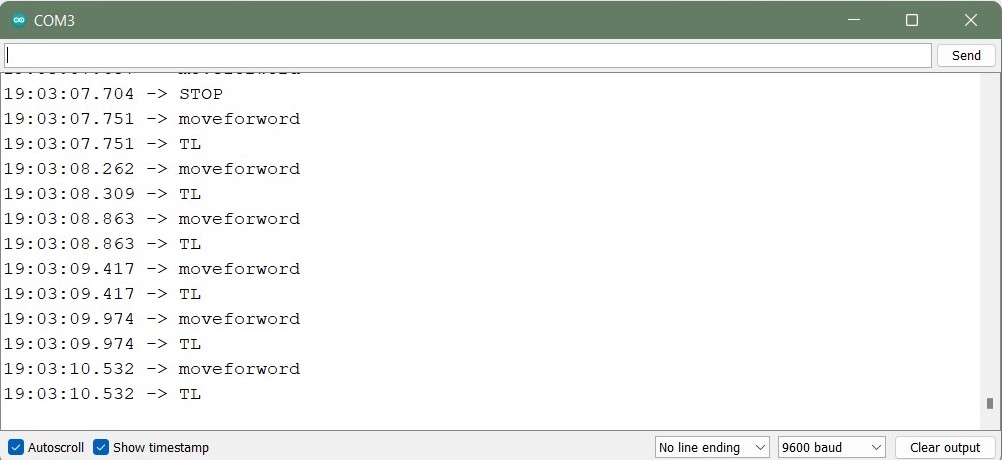 COM3
Send
19:03:07.704 -> STOP
19:03:07.751 -> moveforword
19:03:07.751 -> TL
19:03:08.262 -> moveforword
19:03:08.309 -> TL
19:03:08.863 -> moveforword
19:03:08.863 -> TL
19:03:09.417 -> moveforword
19:03:09.417 -> TL
19:03:09.974 -> moveforword
19:03:09.974 -> TL
19:03:10.532 -> moveforword
19:03:10.532 -> TL
Autoscroll Show timestamp No line ending 9600 baud Clear output